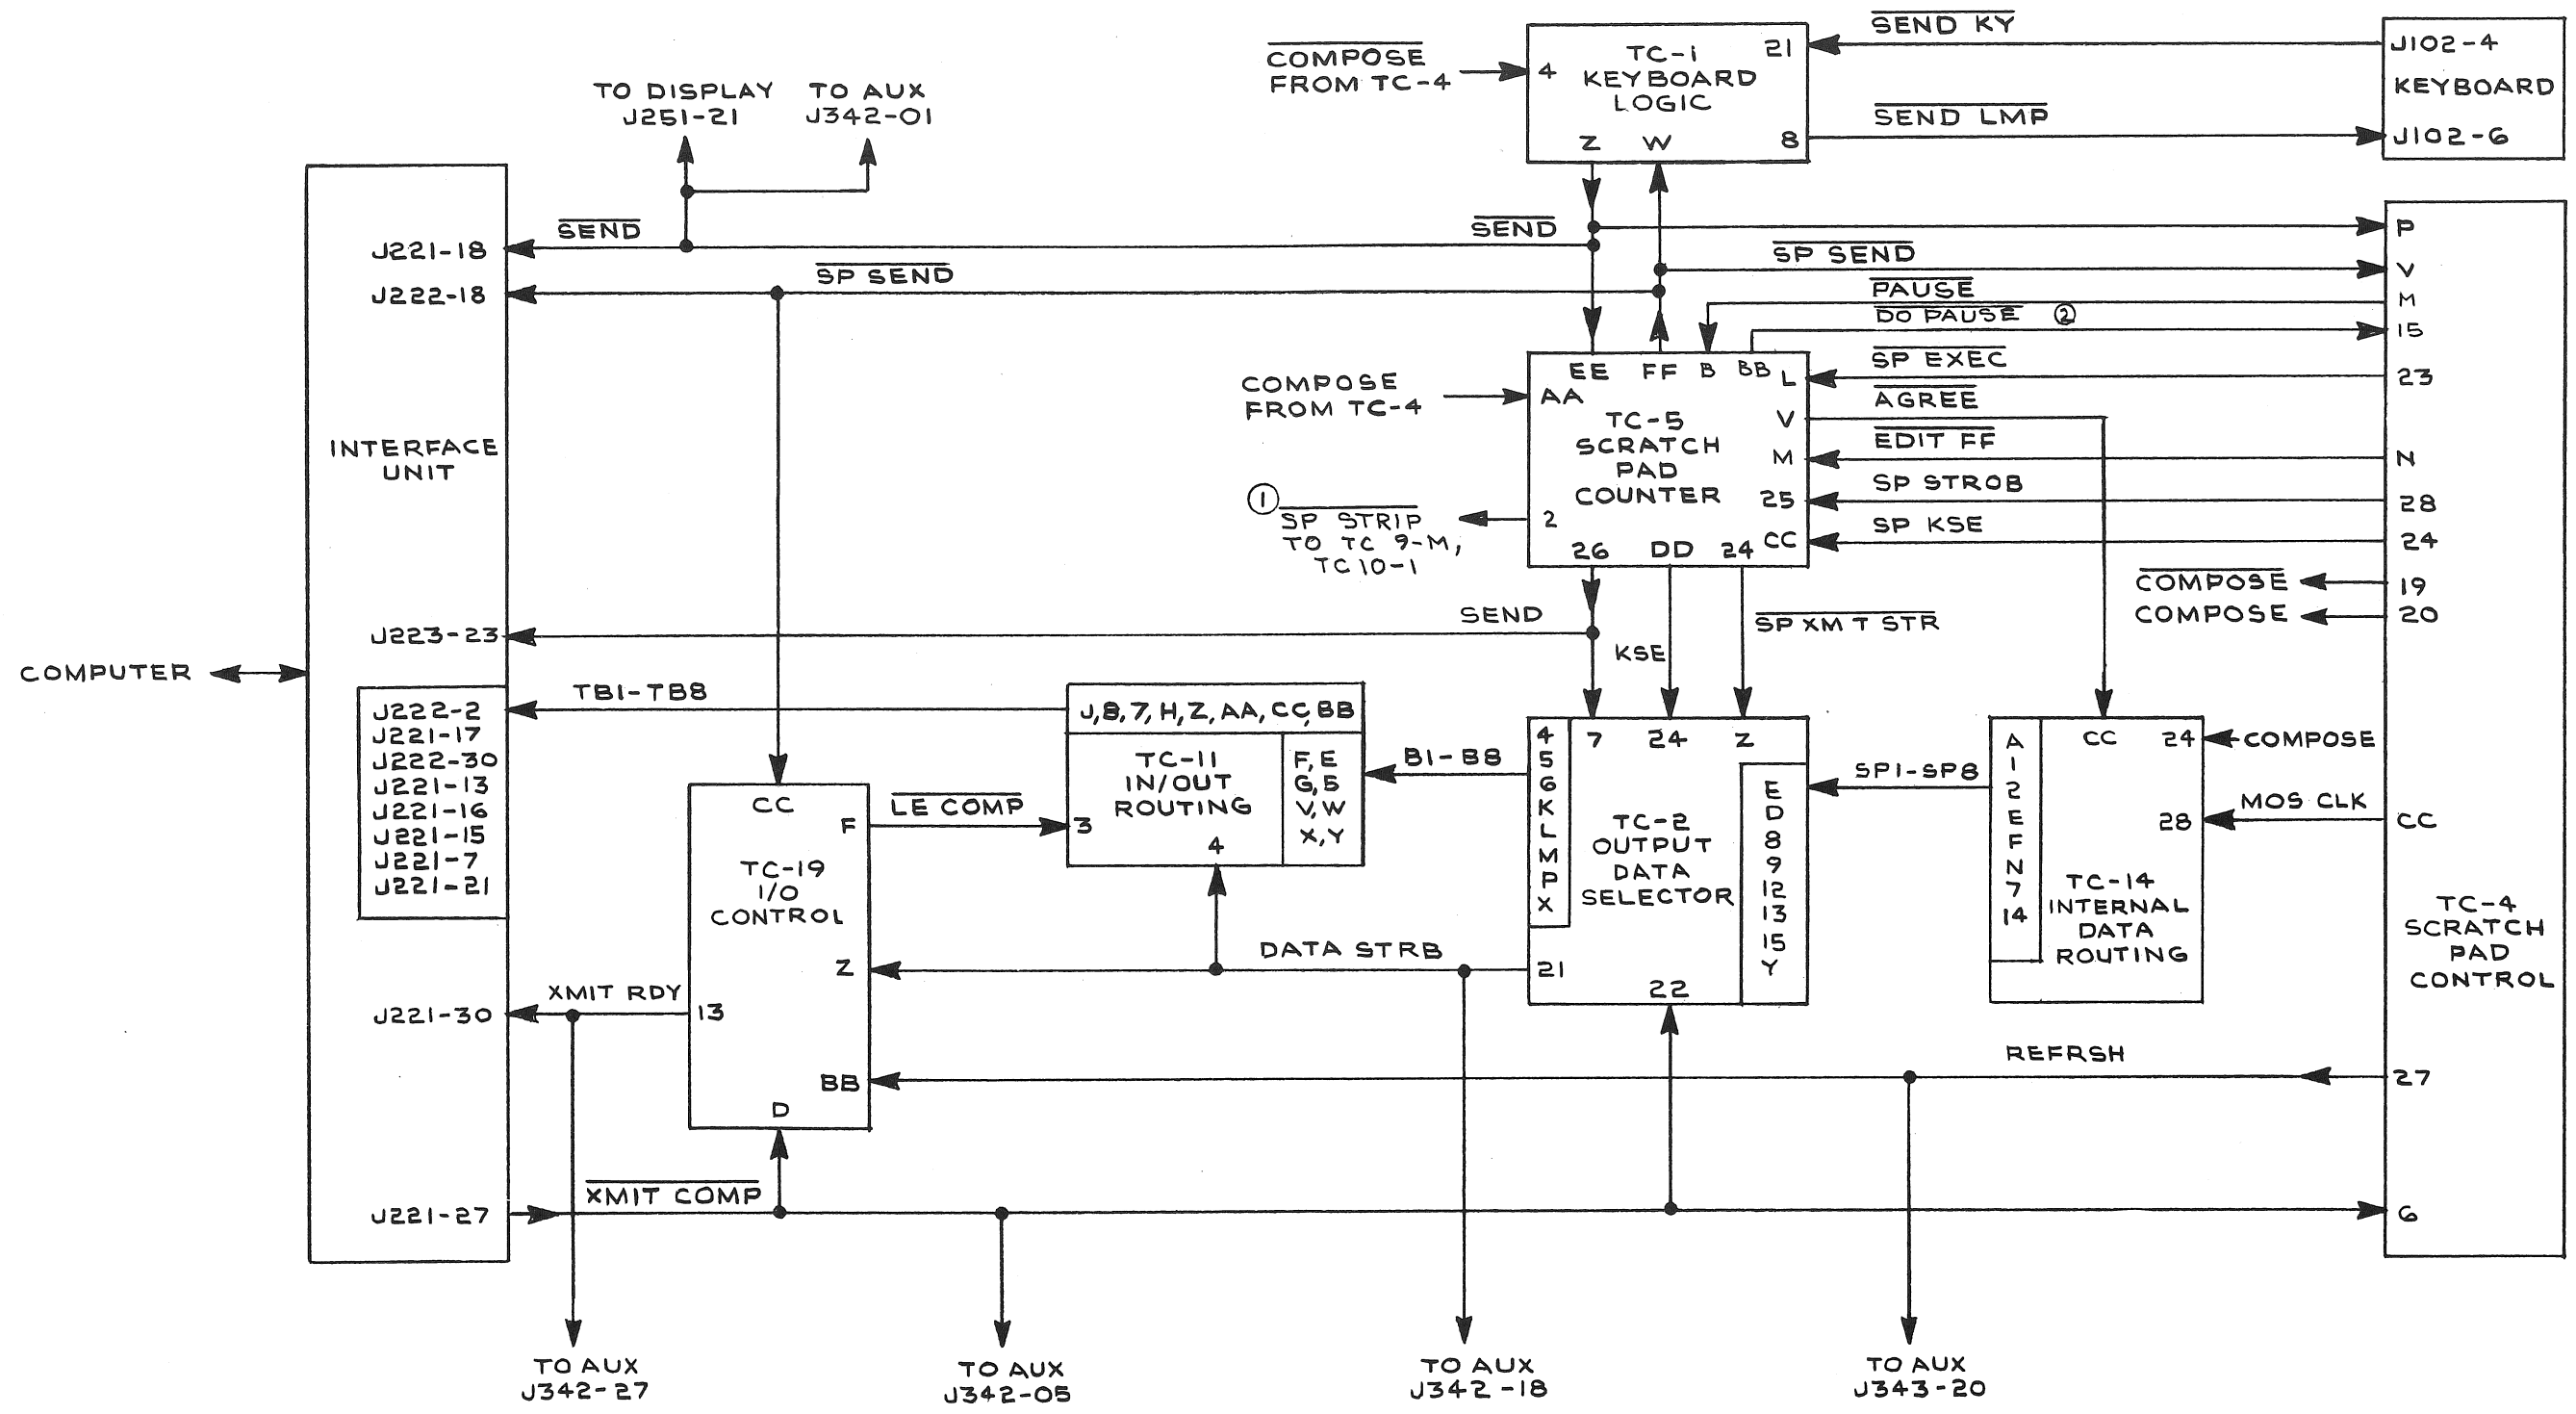 SEND KY
COMPOSE
FROM TC-4
4
TC-1
KEYBOARD
LOGIC
21
8
Z
W
SEND LMP
J102-4
KEYBOARD
J102-6
TO DISPLAY
J251-21
TO AUX
J342-01
SEND
J221-18
SP SEND
J222-18
INTERFACE
UNIT
J223-23
COMPUTER
J222-2
J221-17
J222-30
J221-13
J221-16
J221-15
J221-7
J221-21
J221-30
J221-27
SEND
SP SEND
PAUSE
DO PAUSE ②
SP EXEC
AGREE
EDIT FF
SP STROB
SP KSE
COMPOSE
COMPOSE
P
V
M
15
23
N
28
24
19
20
CC
TC-4
SCRATCH
PAD
CONTROL
27
6
COMPOSE
FROM TC-4
EE FF B BB
L
AA
V
TC-5
SCRATCH
PAD
COUNTER
M
25
CC
2
26 DD 24
①
SP STRIP
TO TC 9-M,
TC10-1
SEND
KSE
SP XMT STR
TB1-TB8
J,8,7,H,Z,AA,CC,BB
TC-11
IN/OUT
ROUTING
F,E
G,5
V,W
X,Y
3
4
B1-B8
4
5
6
K
L
M
P
X
7 24 Z
TC-2
OUTPUT
DATA
SELECTOR
E
D
8
9
12
13
15
Y
21
22
SP1-SP8
A
1
2
E
F
N
7
14
CC 24
28
TC-14
INTERNAL
DATA
ROUTING
COMPOSE
MOS CLK
CC
F
TC-19
I/O
CONTROL
Z
13
BB
D
LE COMP
DATA STRB
XMIT RDY
REFRSH
XMIT COMP
TO AUX
J342-27
TO AUX
J342-05
TO AUX
J342-18
TO AUX
J343-20